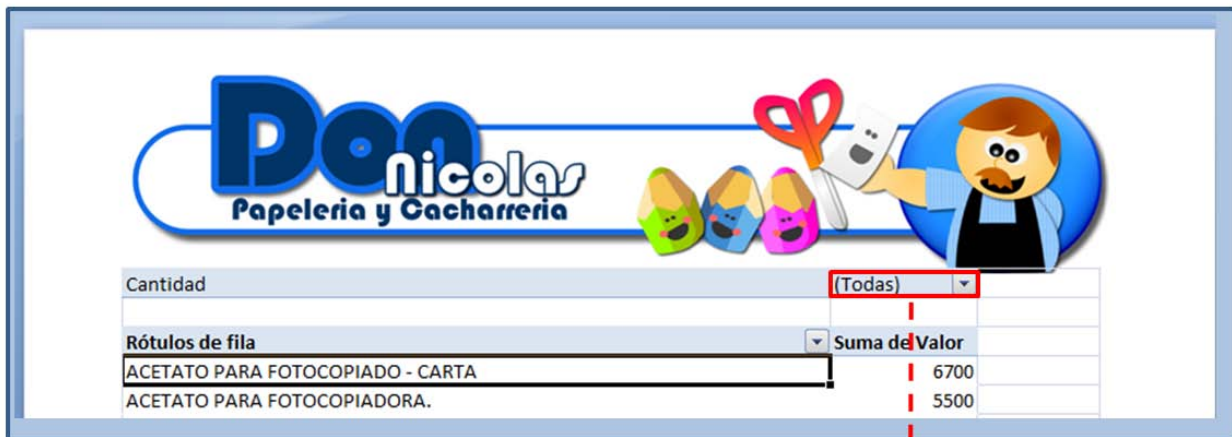 Don
Nicolas
Papeleria y Cacharreria
Cantidad (Todas)
Rótulos de fila Suma de Valor
ACETATO PARA FOTOCOPIADO - CARTA 6700
ACETATO PARA FOTOCOPIADORA. 5500